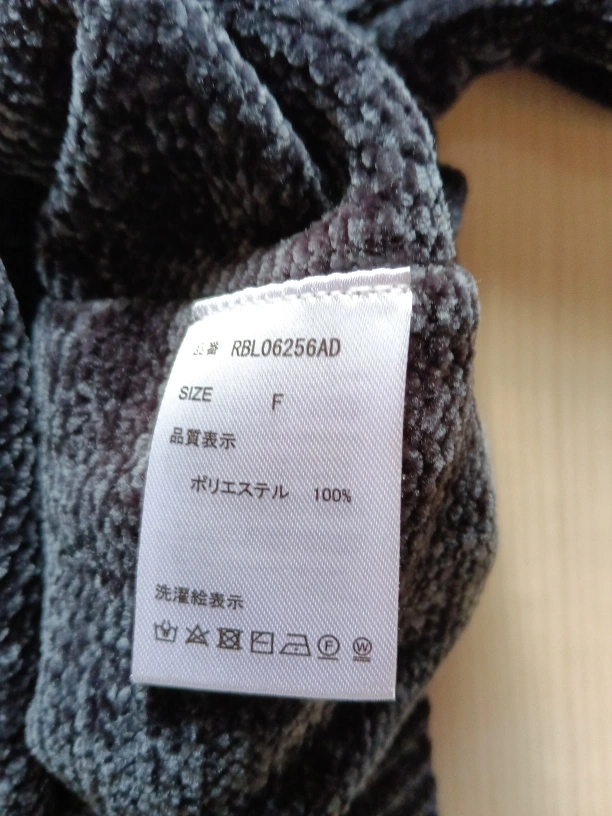 品番 RBL06256AD
SIZE F
品質表示
ポリエステル 100%
洗濯絵表示
F W